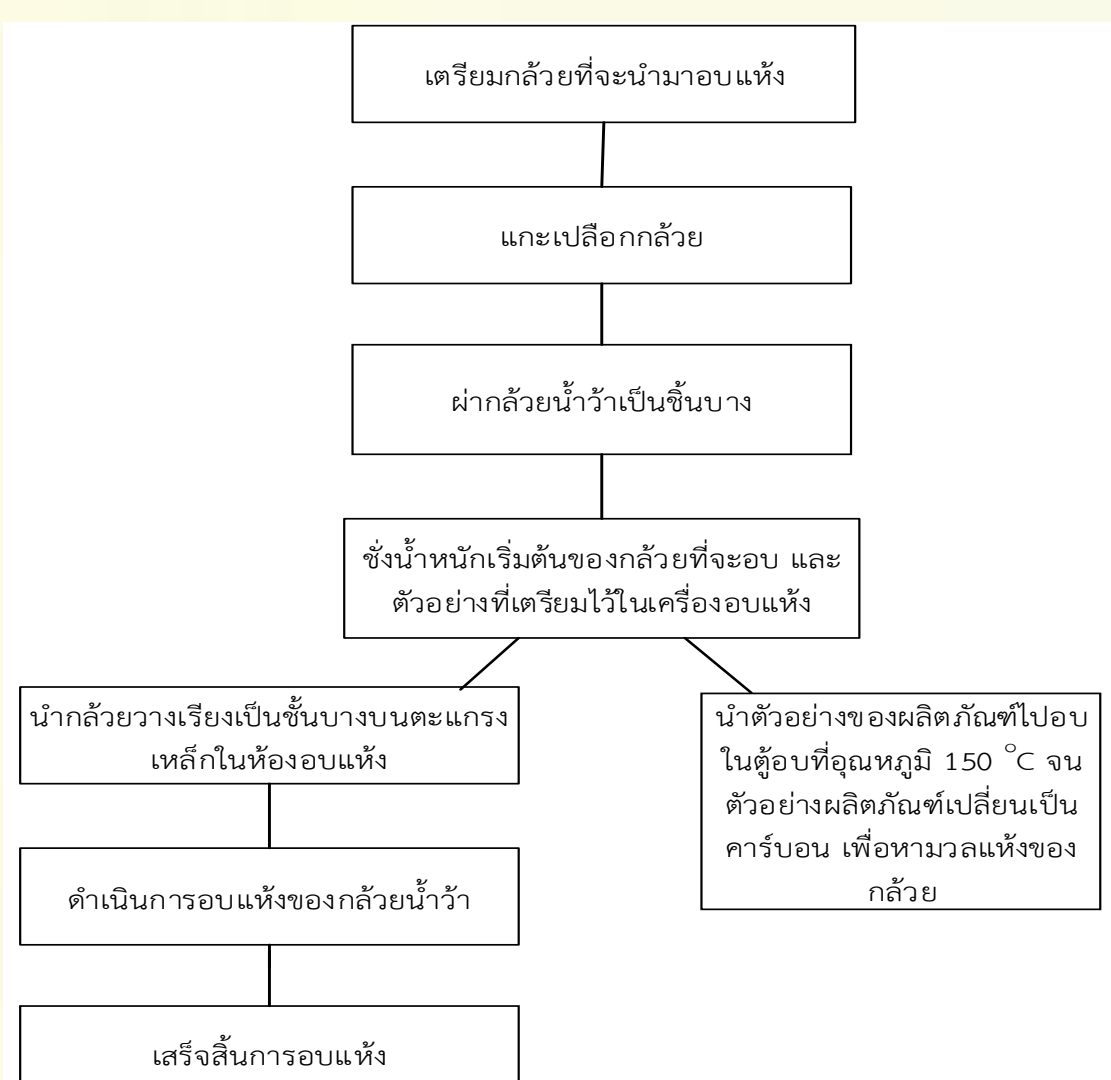 เตรียมกล้วยที่จะนำมาอบแห้ง
แกะเปลือกกล้วย
ผ่ากล้วยน้ำว้าเป็นชิ้นบาง
ชั่งน้ำหนักเริ่มต้นของกล้วยที่จะอบ และ
ตัวอย่างที่เตรียมไว้ในเครื่องอบแห้ง
นำกล้วยวางเรียงเป็นชั้นบางบนตะแกรง
เหล็กในห้องอบแห้ง
ดำเนินการอบแห้งของกล้วยน้ำว้า
เสร็จสิ้นการอบแห้ง
นำตัวอย่างของผลิตภัณฑ์ไปอบ
ในตู้อบที่อุณหภูมิ 150 °C จน
ตัวอย่างผลิตภัณฑ์เปลี่ยนเป็น
คาร์บอน เพื่อหามวลแห้งของ
กล้วย